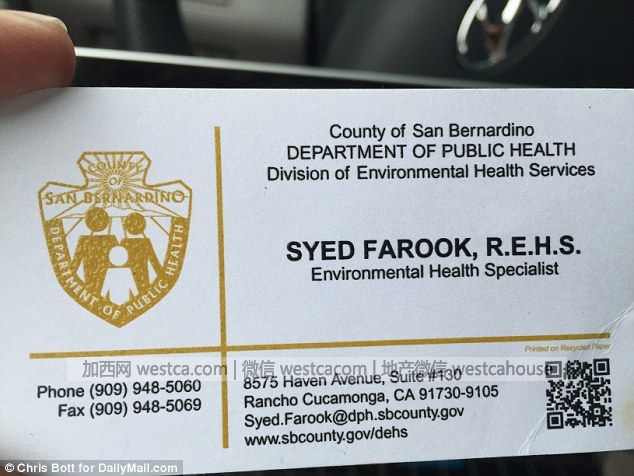 County of San Bernardino
DEPARTMENT OF PUBLIC HEALTH
Division of Environmental Health Services
COUNTY
OF
SAN BERNARDINO
DEPARTMENT OF PUBLIC HEALTH
SYED FAROOK, R.E.H.S.
Environmental Health Specialist
Printed on Recycled Paper
加西网 westca.com | 微信 westcacom | 地产微信 westcahouse
Phone (909) 948-5060
Fax (909) 948-5069
8575 Haven Avenue, Suite #130
Rancho Cucamonga, CA 91730-9105
Syed.Farook@dph.sbcounty.gov
www.sbcounty.gov/dehs
© Chris Bott for DailyMail.com